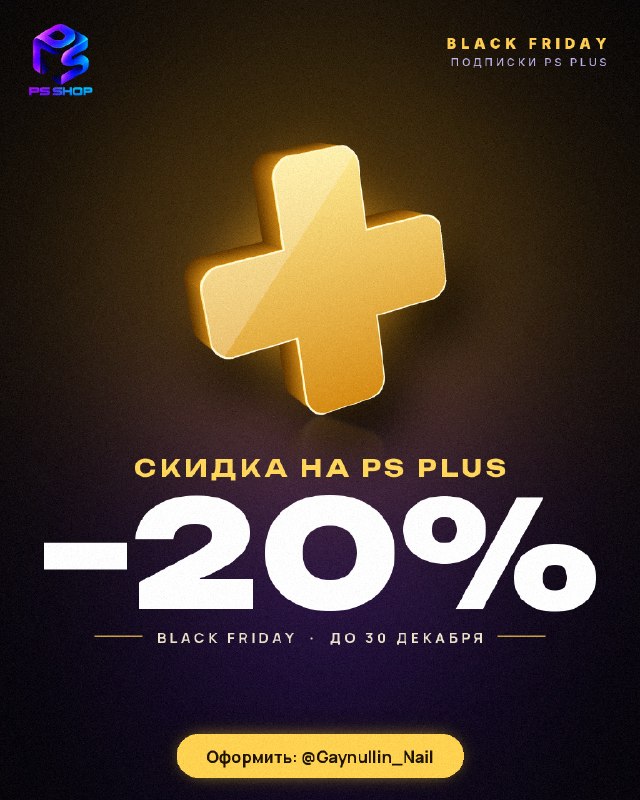 PS SHOP
BLACK FRIDAY
ПОДПИСКИ PS PLUS
СКИДКА НА PS PLUS
-20%
BLACK FRIDAY · ДО 30 ДЕКАБРЯ
Оформить: @Gaynullin_Nail